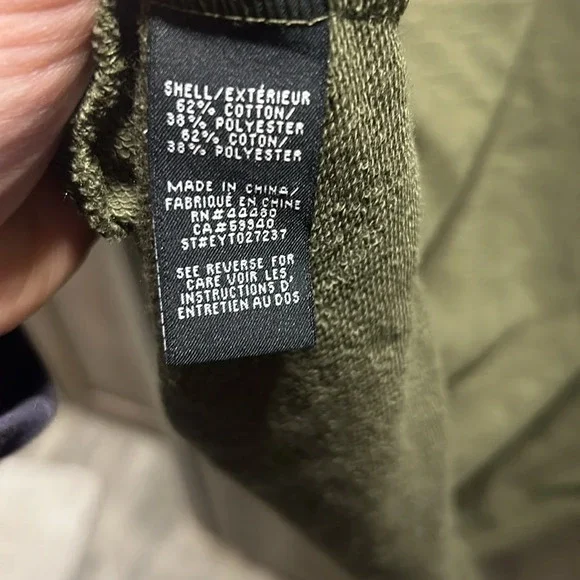 SHELL/EXTÉRIEUR
62% COTTON/
38% POLYESTER
62% COTON/
38% POLYESTER
MADE IN CHINA/
FABRIQUÉ EN CHINE
RN#44480
CA#59940
ST#EYT027237
SEE REVERSE FOR
CARE VOIR LES
INSTRUCTIONS D'
ENTRETIEN AU DOS